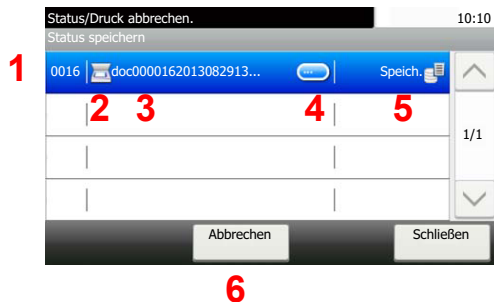 Status/Druck abbrechen. 10:10
Status speichern
1 0016 doc0000162013082913... Speich.
2 3 4 5
1/1
Abbrechen Schließen
6